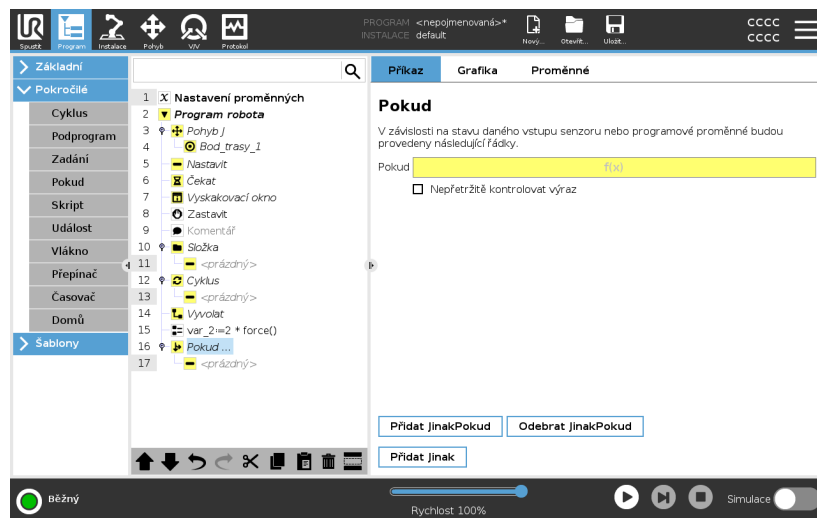 UR
PROGRAM <nepojmenovaná>*
INSTALACE default
CCCC
CCCC
Spustit Program Instalace Pohyb V/V Protokol Nový... Otevřít... Uložit...
Základní
Pokročilé
Cyklus
Podprogram
Zadání
Pokud
Skript
Událost
Vlákno
Přepínač
Časovač
Domů
Šablony
1 X Nastavení proměnných
2 Program robota
3 Pohyb J
4 Bod_trasy_1
5 Nastavit
6 Čekat
7 Vyskakovací okno
8 Zastavit
9 Komentář
10 Složka
11 <prázdný>
12 Cyklus
13 <prázdný>
14 Vyvolat
15 var_2≔2 * force()
16 Pokud ...
17 <prázdný>
Příkaz Grafika Proměnné
Pokud
V závislosti na stavu daného vstupu senzoru nebo programové proměnné budou
provedeny následující řádky.
Pokud f(x)
Nepřetržitě kontrolovat výraz
Přidat JinakPokud Odebrat JinakPokud
Přidat Jinak
Běžný
Rychlost 100%
Simulace